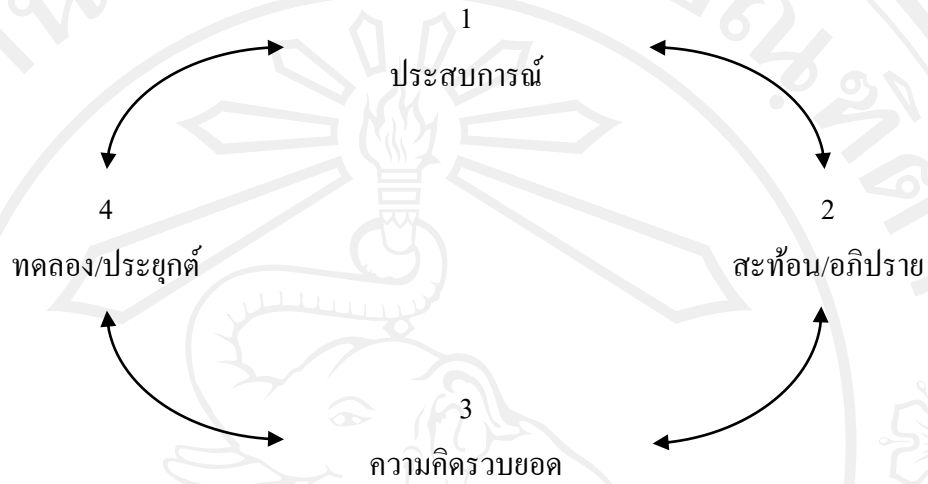 1
ประสบการณ์
4
2
ทดลอง/ประยุกต์
สะท้อน/อภิปราย
3
ความคิดรวบยอด